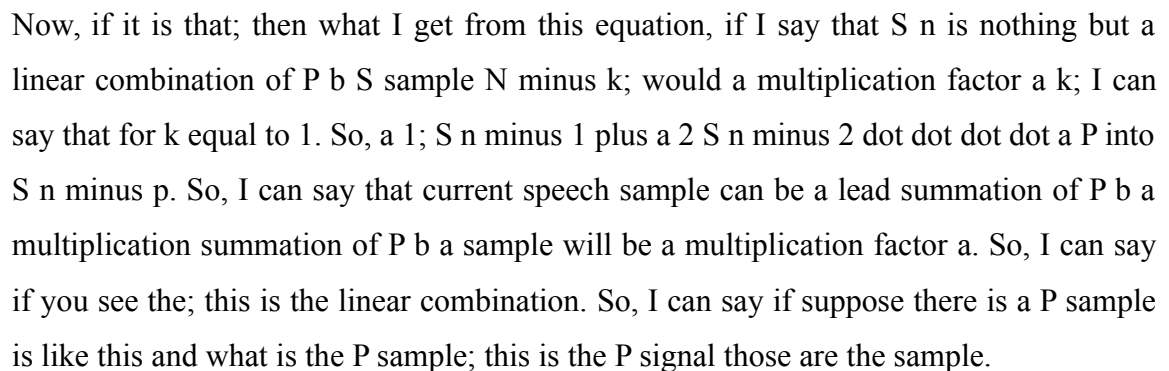 Now, if it is that; then what I get from this equation, if I say that S n is nothing but a
linear combination of P b S sample N minus k; would a multiplication factor a k; I can
say that for k equal to 1. So, a 1; S n minus 1 plus a 2 S n minus 2 dot dot dot dot a P into
S n minus p. So, I can say that current speech sample can be a lead summation of P b a
multiplication summation of P b a sample will be a multiplication factor a. So, I can say
if you see the; this is the linear combination. So, I can say if suppose there is a P sample
is like this and what is the P sample; this is the P signal those are the sample.